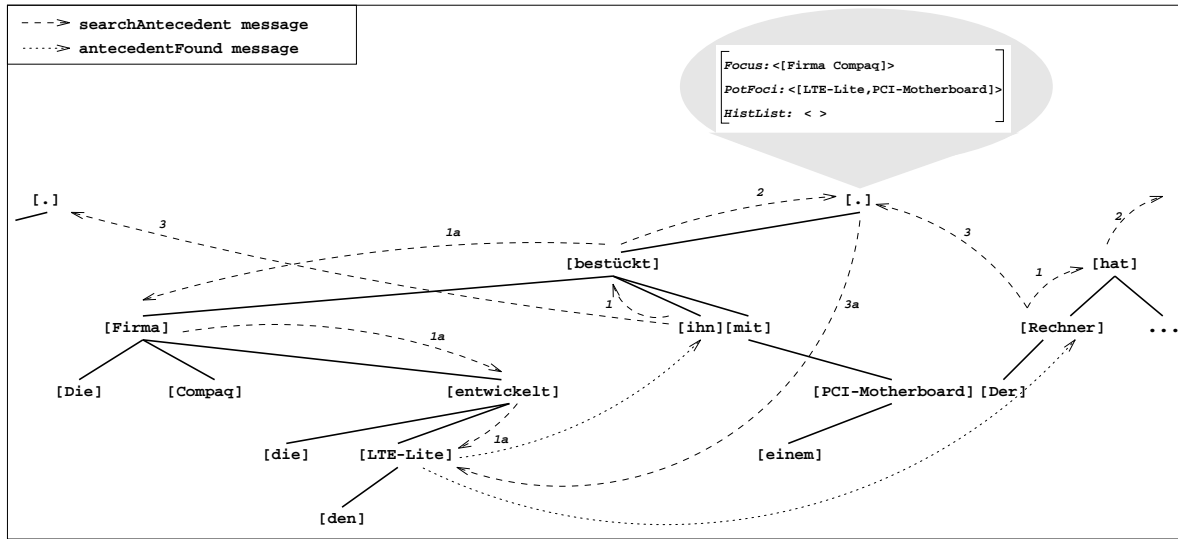 searchAntecedent message
antecedentFound message
Focus:<[Firma Compaq]>
PotFoci:<[LTE-Lite,PCI-Motherboard]>
HistList: < >
[.] [.]
3 1a 2 3 2
[bestückt] [hat]
1 1
3a
[Firma] [ihn][mit] [Rechner] ...
1a
[Die] [Compaq] [entwickelt] [PCI-Motherboard] [Der]
1a
[die] [LTE-Lite] [einem]
[den]